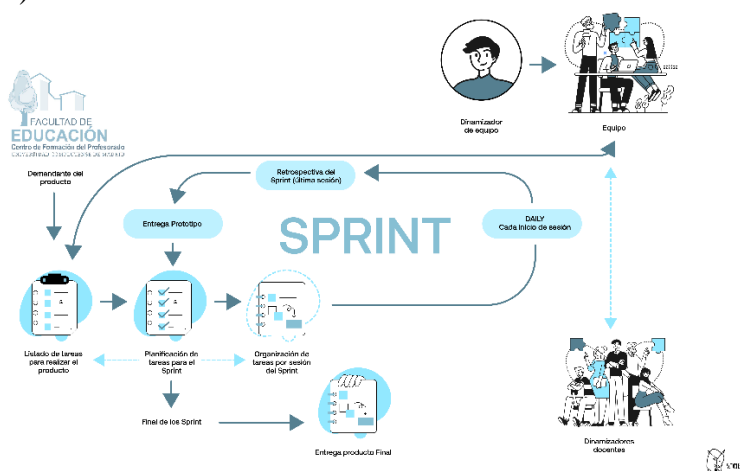 FACULTAD DE
EDUCACIÓN
Centro de Formación del Profesorado
Demandante del
producto
Dinamizador
de equipo
Equipo
Retrospectiva del
Sprint (última sesión)
Entrega Prototipo
SPRINT
DAILY
Cada inicio de sesión
Listado de tareas
para realizar el
producto
Planificación de
tareas para el
Sprint
Organización de
tareas por sesión
del Sprint
Final de los Sprint
Entrega producto Final
Dinamizadores
docentes